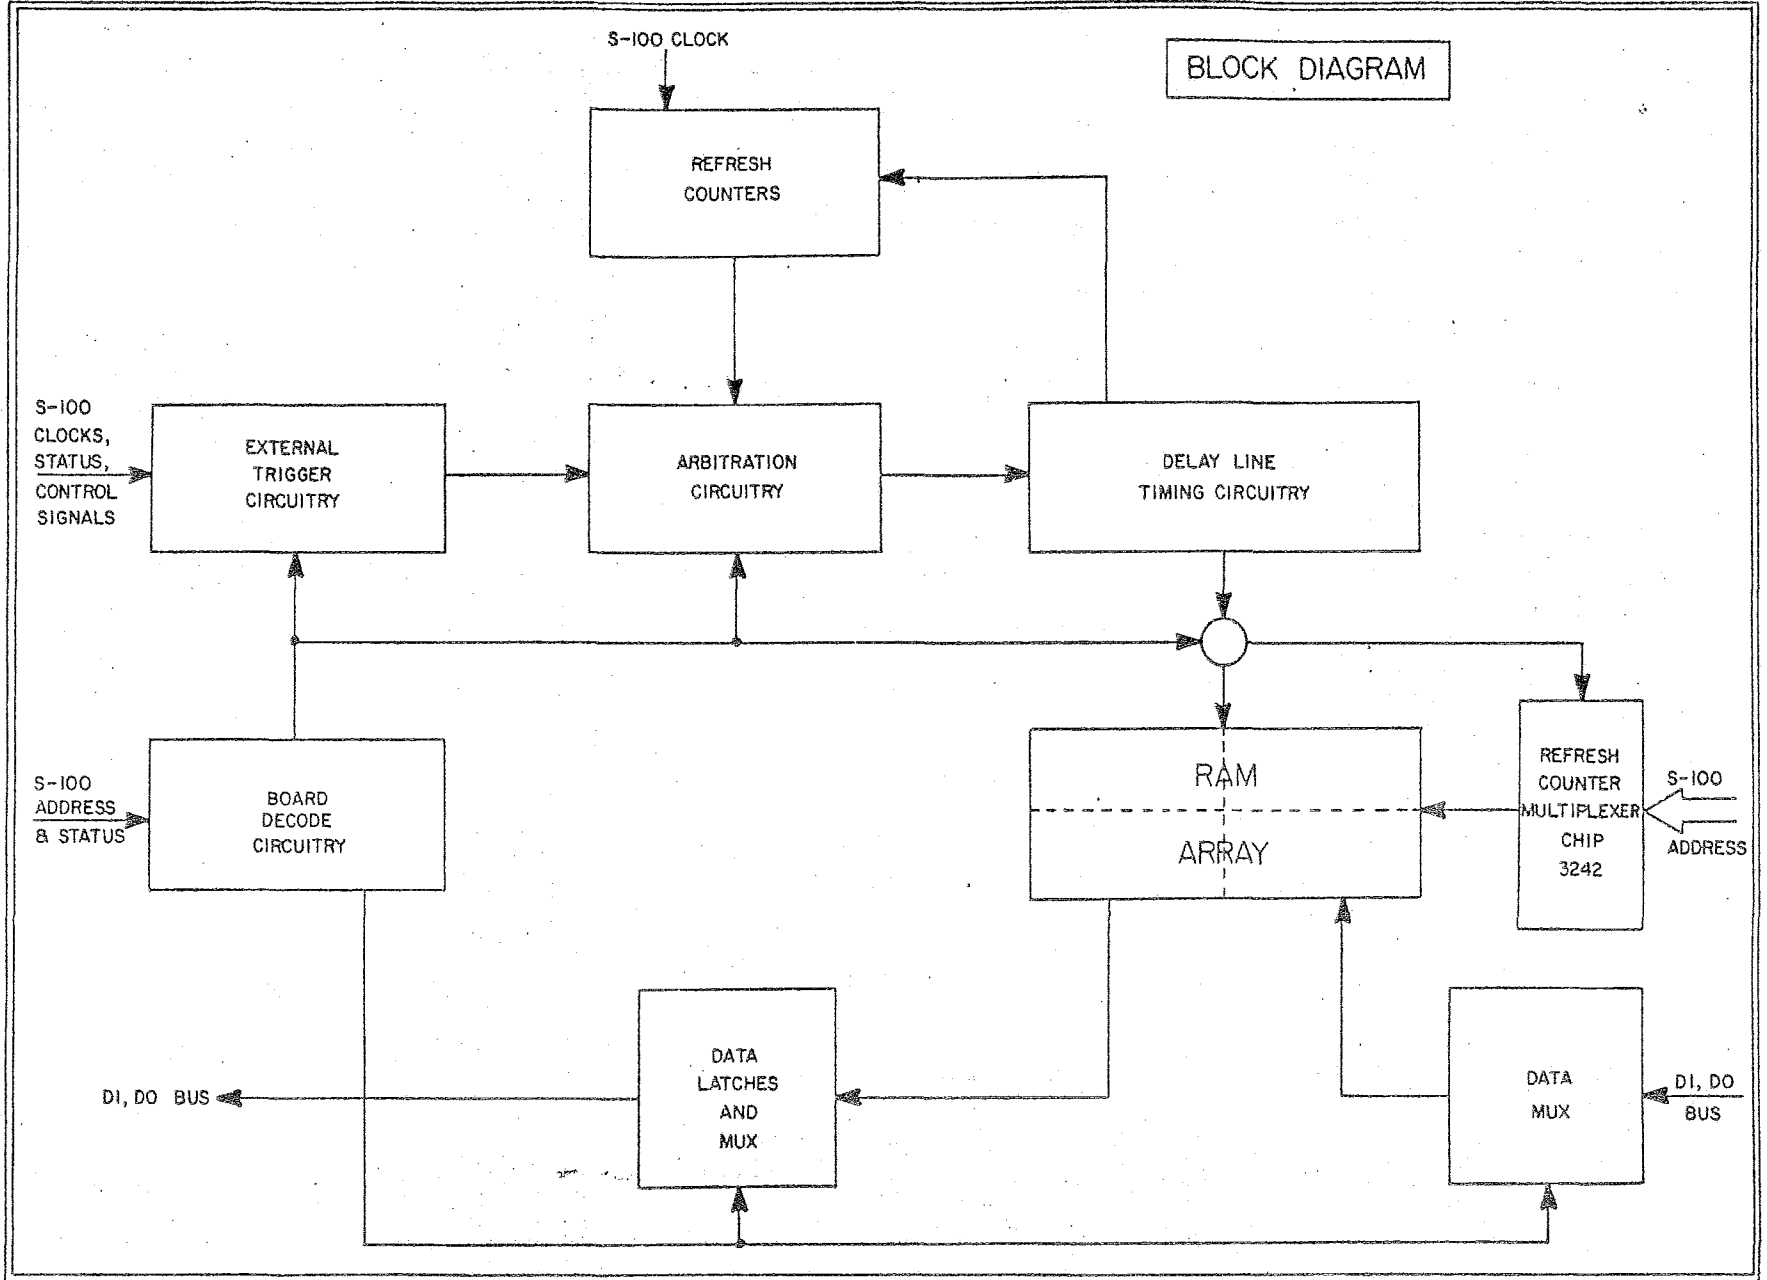 S-100 CLOCK
BLOCK DIAGRAM
REFRESH
COUNTERS
S-100
CLOCKS,
STATUS,
CONTROL
SIGNALS
EXTERNAL
TRIGGER
CIRCUITRY
ARBITRATION
CIRCUITRY
DELAY LINE
TIMING CIRCUITRY
S-100
ADDRESS
& STATUS
BOARD
DECODE
CIRCUITRY
RAM
ARRAY
REFRESH
COUNTER
MULTIPLEXER
CHIP
3242
S-100
ADDRESS
DI, DO BUS
DATA
LATCHES
AND
MUX
DATA
MUX
DI, DO
BUS